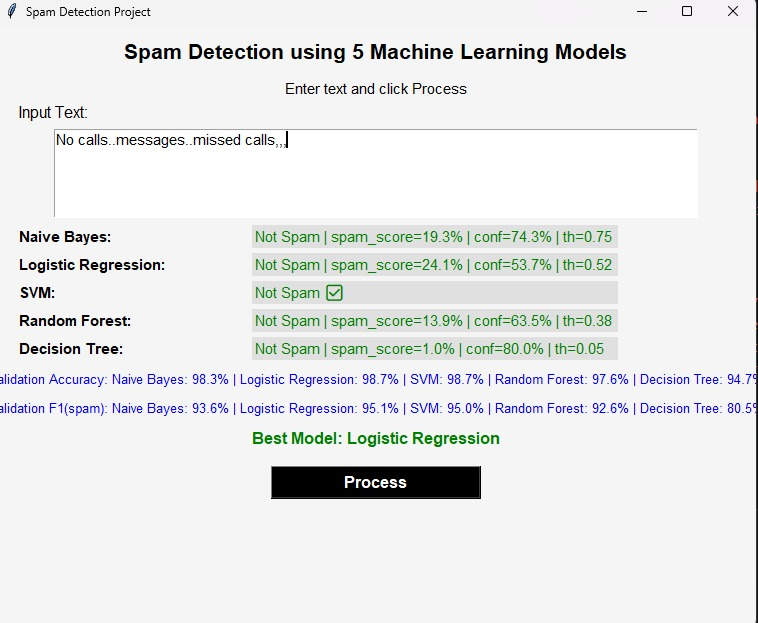 Spam Detection Project
Spam Detection using 5 Machine Learning Models
Enter text and click Process
Input Text:
No calls..messages..missed calls,,,
Naive Bayes: Not Spam | spam_score=19.3% | conf=74.3% | th=0.75
Logistic Regression: Not Spam | spam_score=24.1% | conf=53.7% | th=0.52
SVM: Not Spam ☑
Random Forest: Not Spam | spam_score=13.9% | conf=63.5% | th=0.38
Decision Tree: Not Spam | spam_score=1.0% | conf=80.0% | th=0.05
alidation Accuracy: Naive Bayes: 98.3% | Logistic Regression: 98.7% | SVM: 98.7% | Random Forest: 97.6% | Decision Tree: 94.7%
alidation F1(spam): Naive Bayes: 93.6% | Logistic Regression: 95.1% | SVM: 95.0% | Random Forest: 92.6% | Decision Tree: 80.5%
Best Model: Logistic Regression
Process